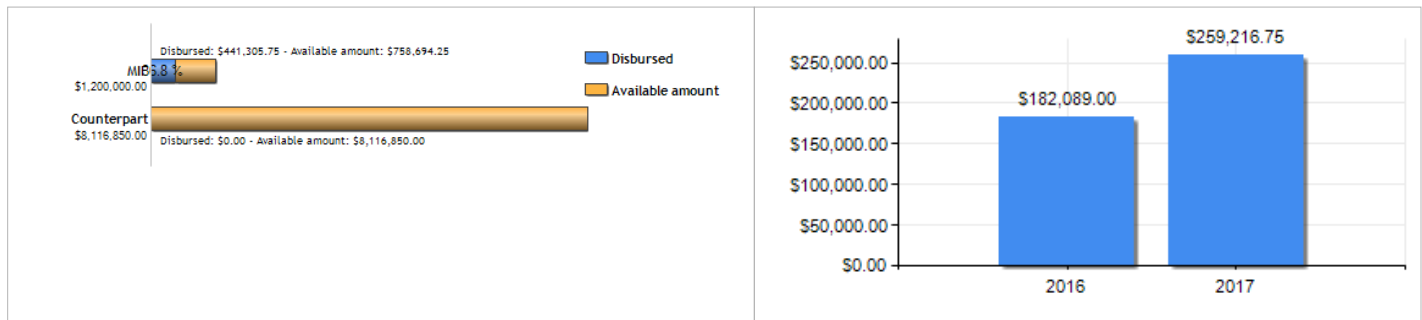 Disbursed: $441,305.75 - Available amount: $758,694.25
MIF 36.8 %
$1,200,000.00
Counterpart
$8,116,850.00
Disbursed: $0.00 - Available amount: $8,116,850.00
Disbursed
Available amount
$259,216.75
$250,000.00
$200,000.00
$182,089.00
$150,000.00
$100,000.00
$50,000.00
$0.00
2016 2017